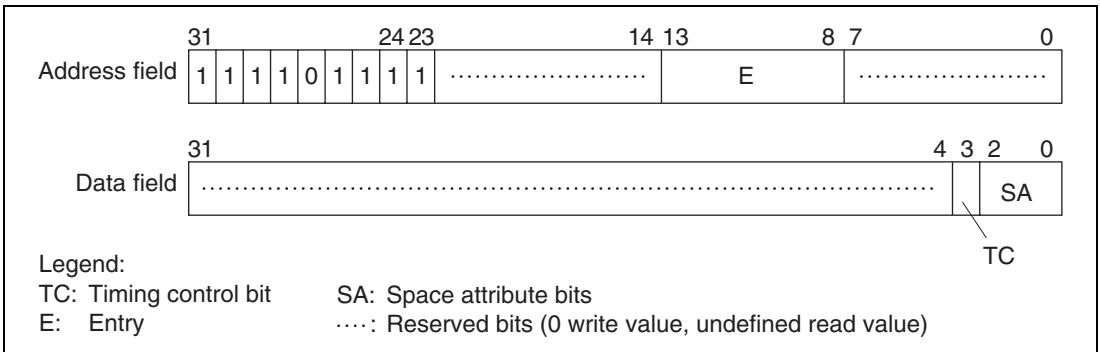 31 24 23 14 13 8 7 0
Address field 1 1 1 1 0 1 1 1 1 ........................ E ........................
31 4 3 2 0
Data field ........................................................................................ SA
TC
Legend:
TC: Timing control bit SA: Space attribute bits
E: Entry ····: Reserved bits (0 write value, undefined read value)